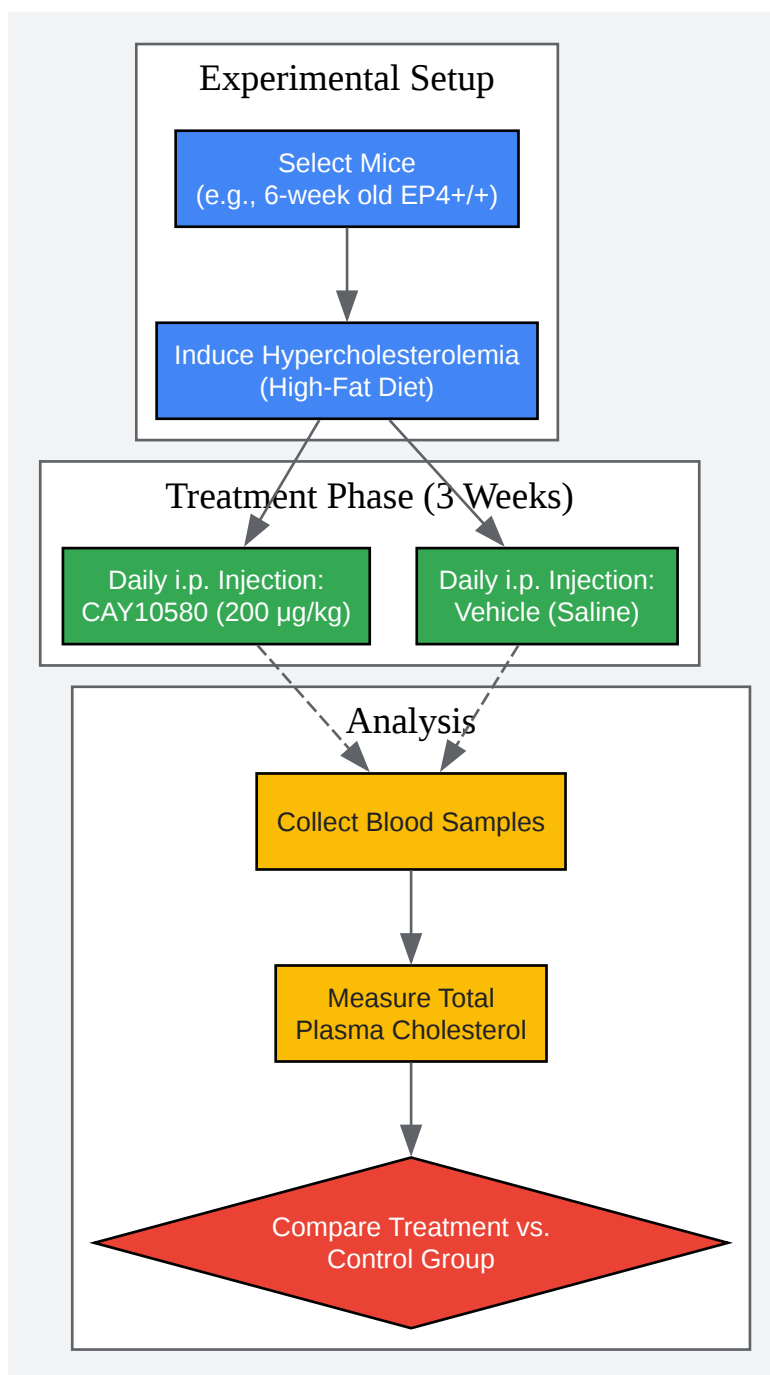 Experimental Setup
Select Mice
(e.g., 6-week old EP4+/+)
Induce Hypercholesterolemia
(High-Fat Diet)
Treatment Phase (3 Weeks)
Daily i.p. Injection:
CAY10580 (200 µg/kg)
Daily i.p. Injection:
Vehicle (Saline)
Analysis
Collect Blood Samples
Measure Total
Plasma Cholesterol
Compare Treatment vs.
Control Group